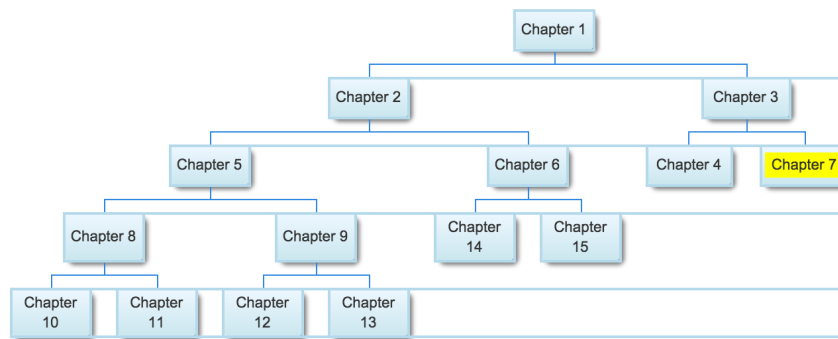 Chapter 1
Chapter 2
Chapter 3
Chapter 5
Chapter 6
Chapter 4
Chapter 7
Chapter 8
Chapter 9
Chapter
14
Chapter
15
Chapter
10
Chapter
11
Chapter
12
Chapter
13